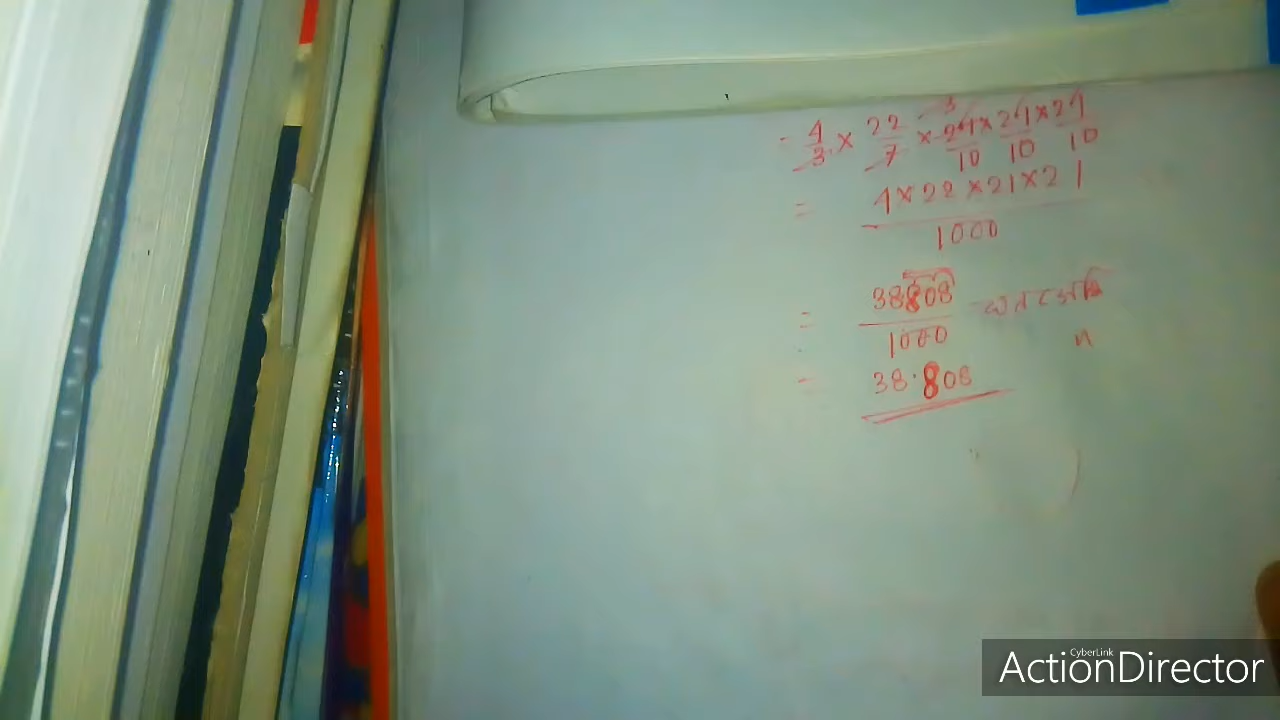 = 4/3 × 22/7 × 21/10 × 21/10 × 21/10
= 4×22×21×21 / 1000
= 38808 / 1000
= 38.808
CyberLink
ActionDirector